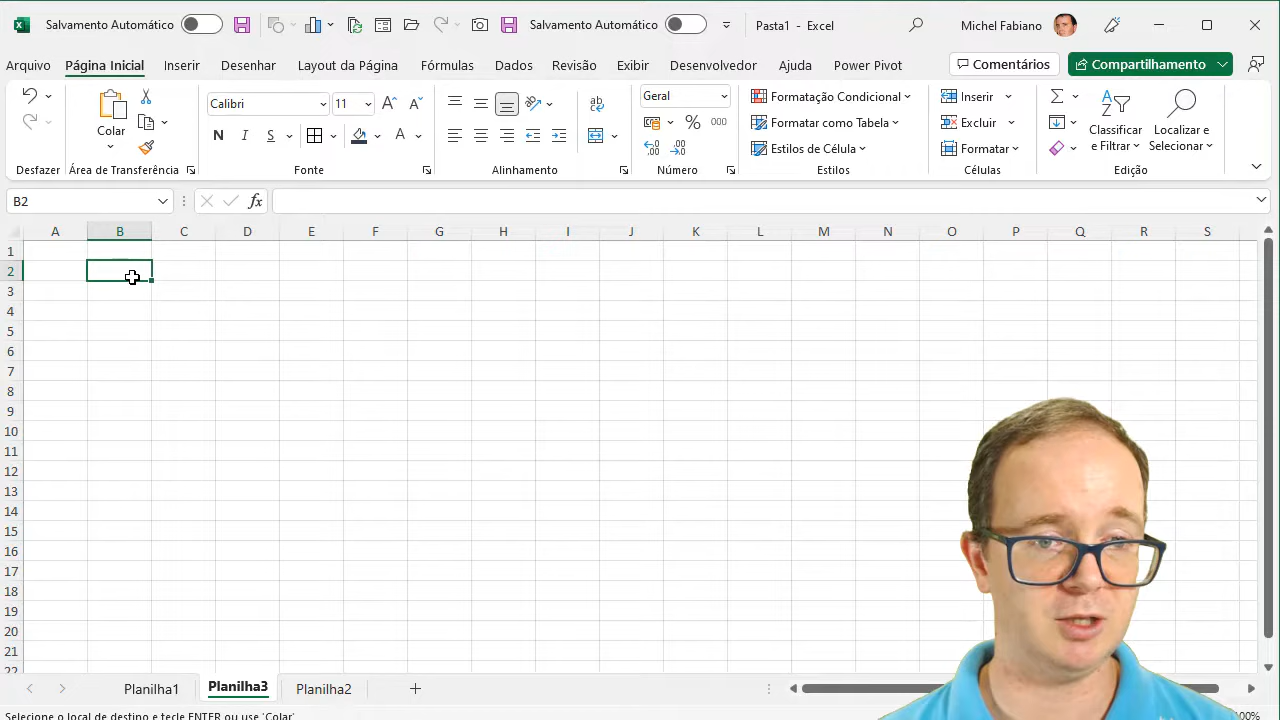 Salvamento Automático
Salvamento Automático
Pasta1 - Excel
Michel Fabiano
Arquivo
Página Inicial
Inserir
Desenhar
Layout da Página
Fórmulas
Dados
Revisão
Exibir
Desenvolvedor
Ajuda
Power Pivot
Comentários
Compartilhamento
Colar
Calibri
11
N
I
S
A
A
A
ab
Geral
%
000
Formatação Condicional
Formatar como Tabela
Estilos de Célula
Inserir
Excluir
Formatar
Classificar
e Filtrar
Localizar e
Selecionar
Desfazer
Área de Transferência
Fonte
Alinhamento
Número
Estilos
Células
Edição
B2
fx
A B C D E F G H I J K L M N O P Q R S
1
2
3
4
5
6
7
8
9
10
11
12
13
14
15
16
17
18
19
20
21
22
Planilha1
Planilha3
Planilha2
Selecione o local de destino e tecle ENTER ou use 'Colar'
100%